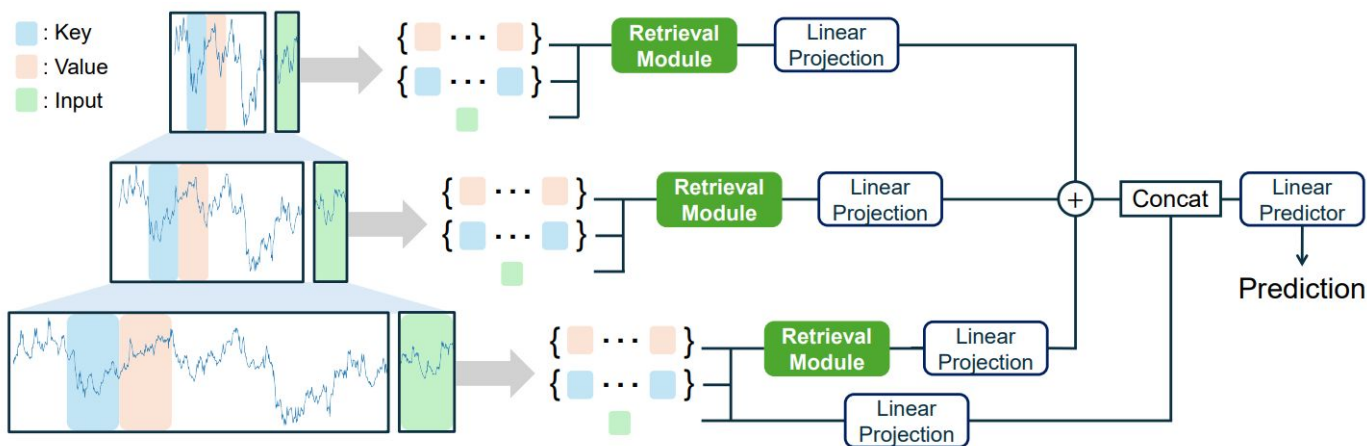 : Key
: Value
: Input
{ ··· }
{ ··· }
Retrieval
Module
Linear
Projection
{ ··· }
{ ··· }
Retrieval
Module
Linear
Projection
+
Concat
Linear
Predictor
Prediction
{ ··· }
{ ··· }
Retrieval
Module
Linear
Projection
Linear
Projection